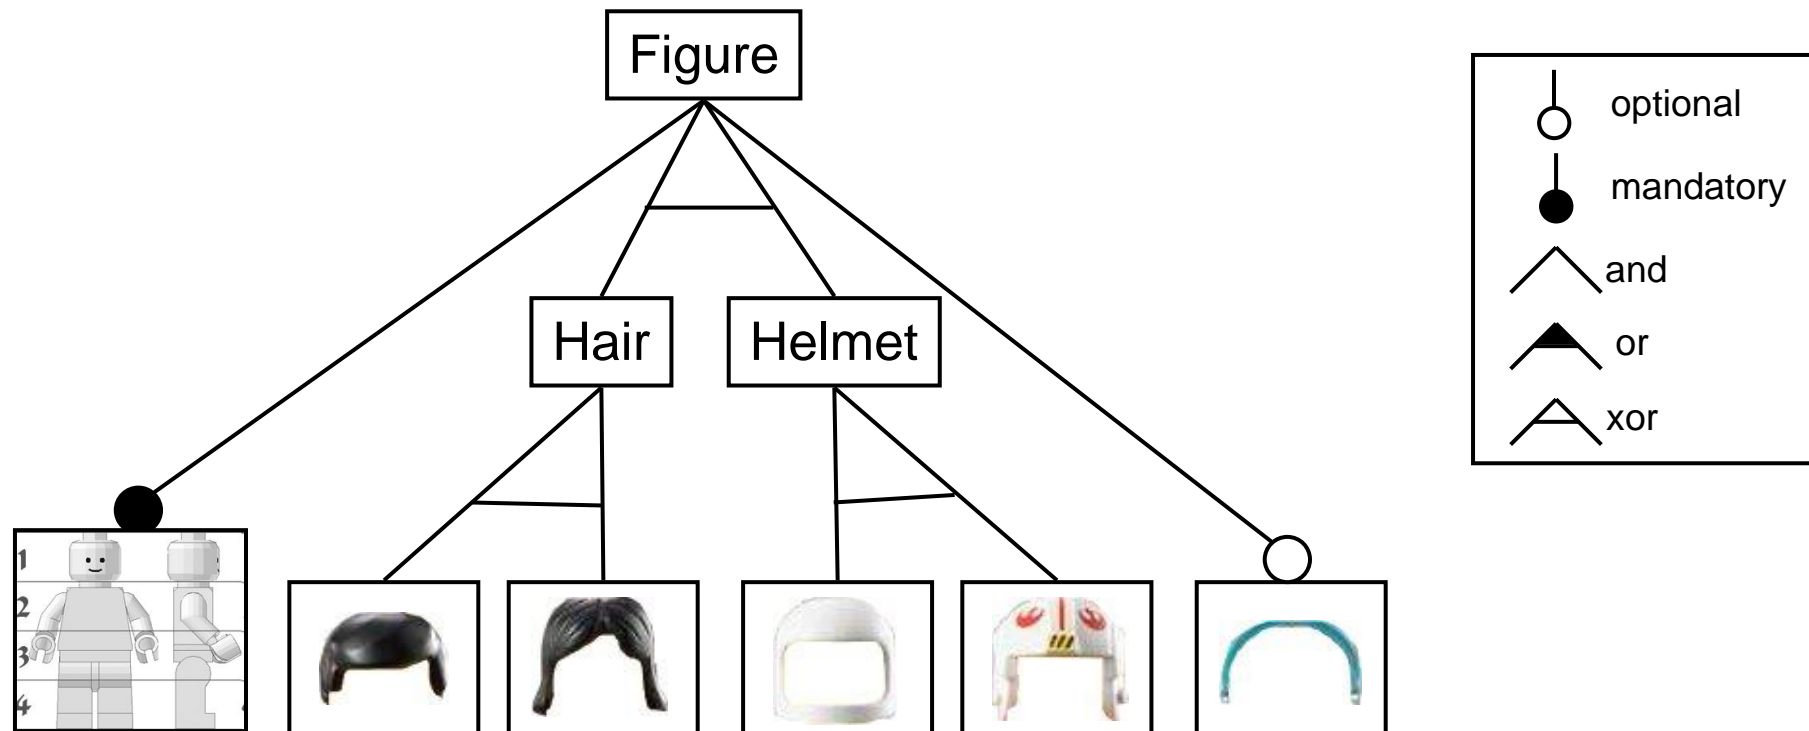 Figure
optional
mandatory
and
or
xor
Hair
Helmet
1
2
3
4